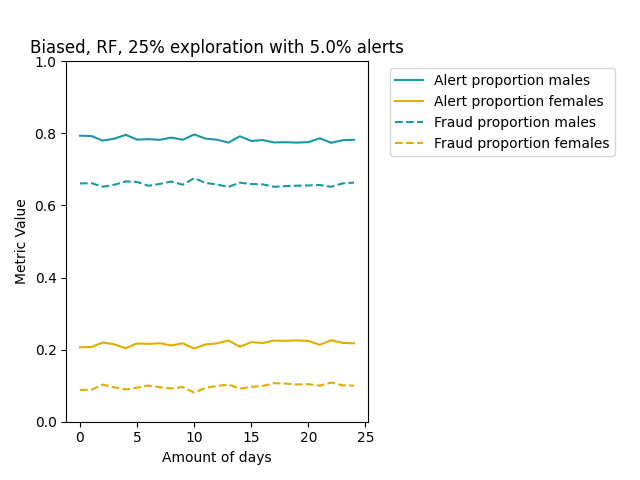 Biased, RF, 25% exploration with 5.0% alerts
Alert proportion males
Alert proportion females
Fraud proportion males
Fraud proportion females
Metric Value
1.0
0.8
0.6
0.4
0.2
0.0
0 5 10 15 20 25
Amount of days